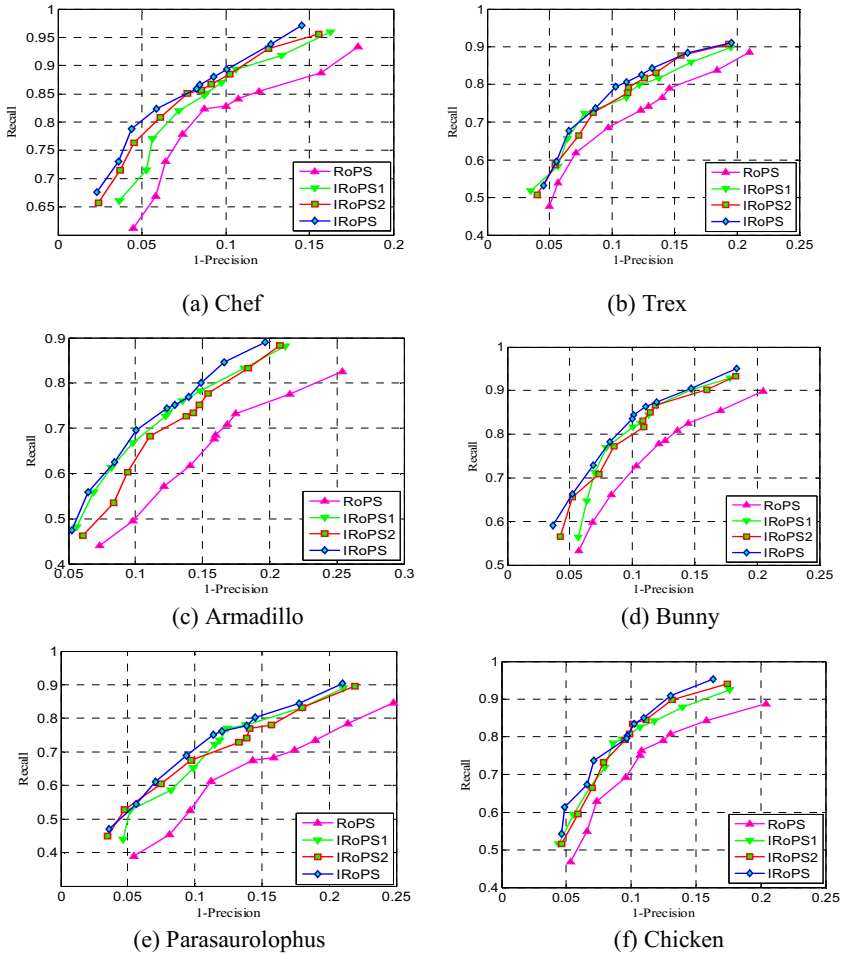 1
0.95
0.9
0.85
0.8
0.75
0.7
0.65
Recall
0 0.05 0.1 0.15 0.2
1-Precision
RoPS
IRoPS1
IRoPS2
IRoPS
(a) Chef
1
0.9
0.8
0.7
0.6
0.5
0.4
Recall
0 0.05 0.1 0.15 0.2 0.25
1-Precision
RoPS
IRoPS1
IRoPS2
IRoPS
(b) Trex
0.9
0.8
0.7
0.6
0.5
0.4
Recall
0.05 0.1 0.15 0.2 0.25 0.3
1-Precision
RoPS
IRoPS1
IRoPS2
IRoPS
(c) Armadillo
1
0.9
0.8
0.7
0.6
0.5
Recall
0 0.05 0.1 0.15 0.2 0.25
1-Precision
RoPS
IRoPS1
IRoPS2
IRoPS
(d) Bunny
1
0.9
0.8
0.7
0.6
0.5
0.4
Recall
0 0.05 0.1 0.15 0.2 0.25
1-Precision
RoPS
IRoPS1
IRoPS2
IRoPS
(e) Parasaurolophus
1
0.9
0.8
0.7
0.6
0.5
0.4
Recall
0 0.05 0.1 0.15 0.2 0.25
1-Precision
RoPS
IRoPS1
IRoPS2
IRoPS
(f) Chicken